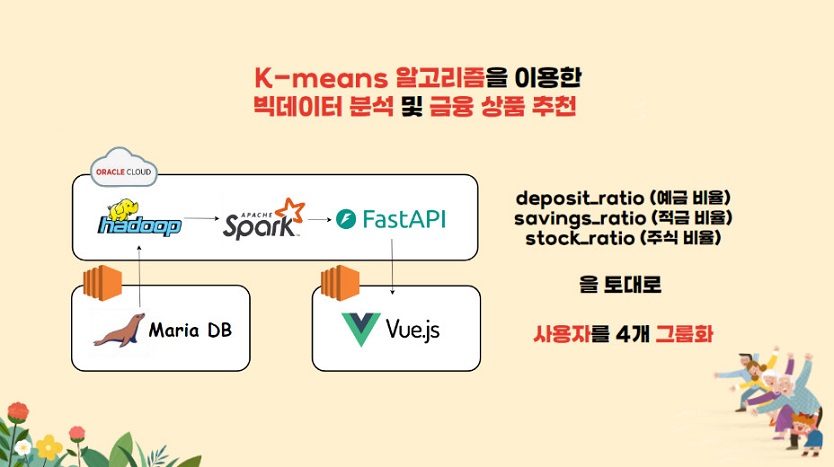 K-means 알고리즘을 이용한
빅데이터 분석 및 금융 상품 추천
ORACLE CLOUD
hadoop
APACHE
Spark
FastAPI
Maria DB
Vue.js
deposit_ratio (예금 비율)
savings_ratio (적금 비율)
stock_ratio (주식 비율)
을 토대로
사용자를 4개 그룹화